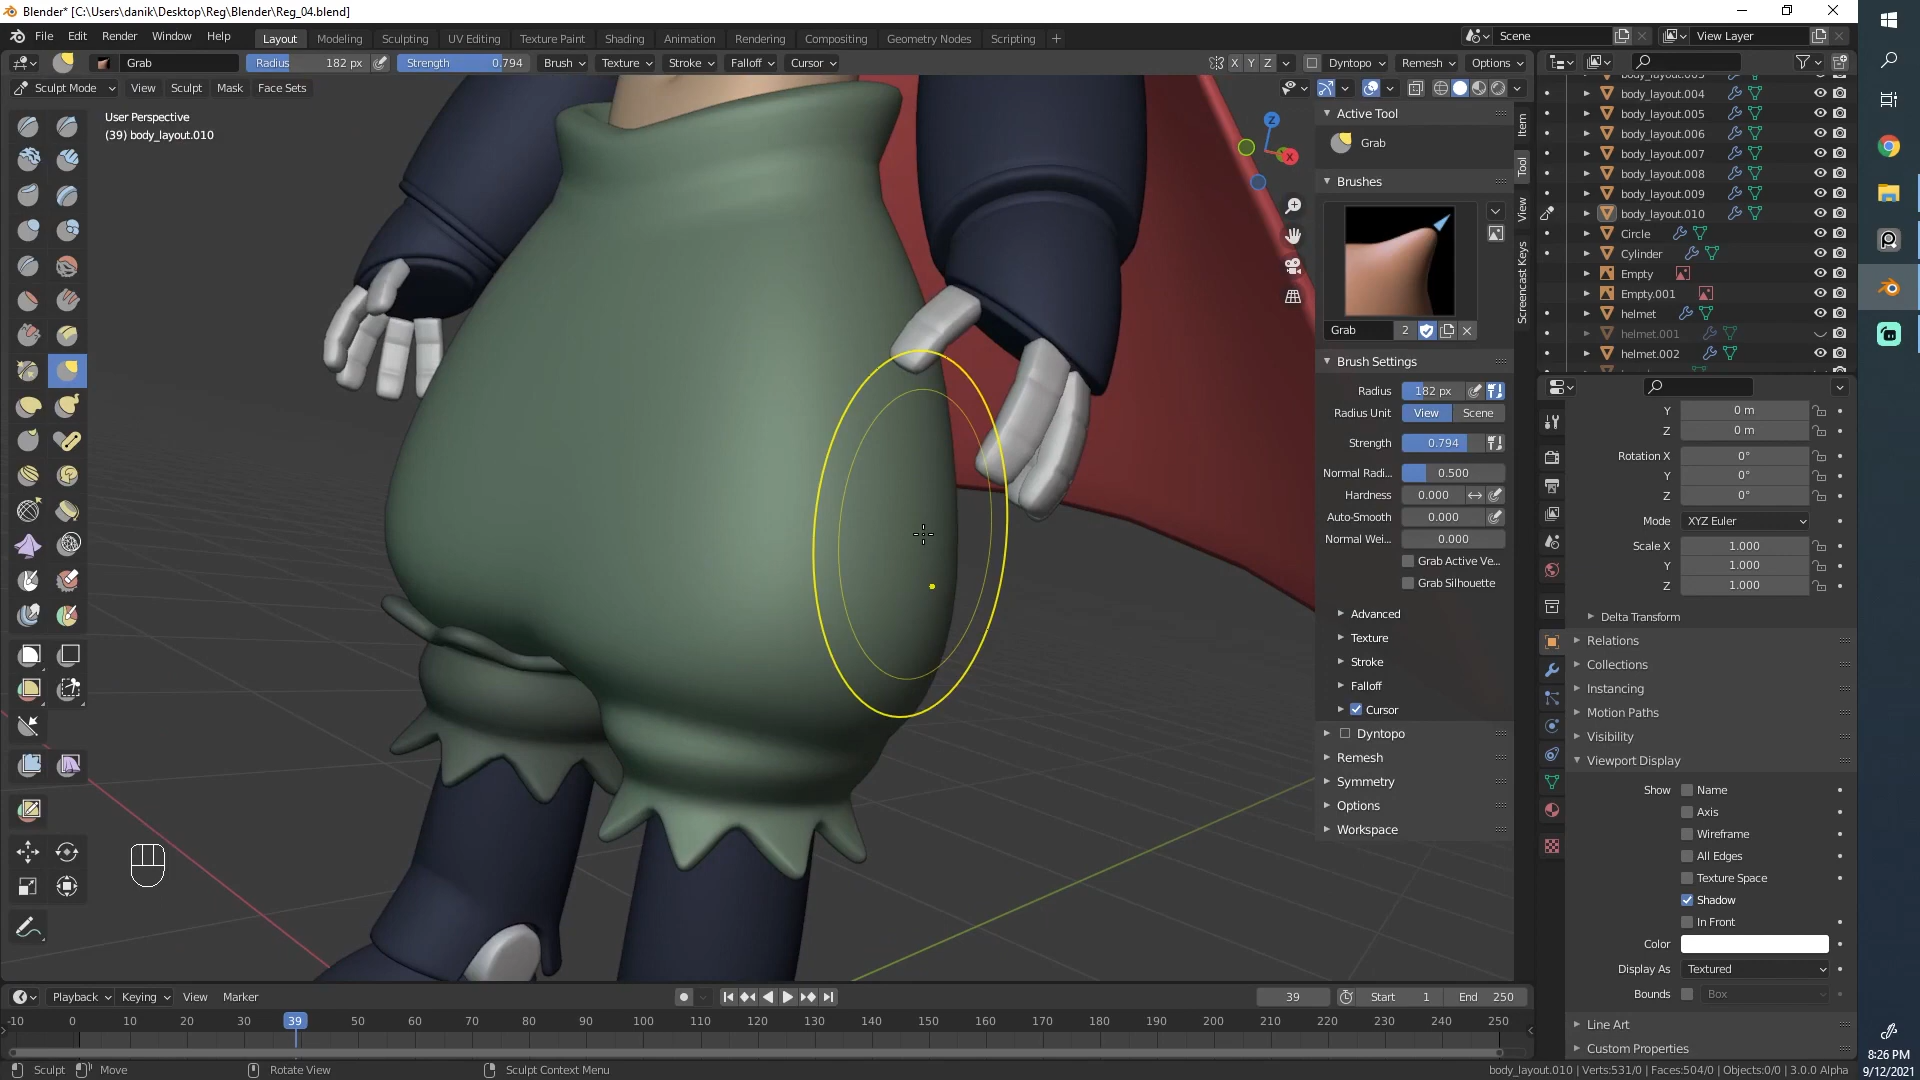 Blender* [C:\Users\danik\Desktop\Reg\Blender\Reg_04.blend]
File Edit Render Window Help Layout Modeling Sculpting UV Editing Texture Paint Shading Animation Rendering Compositing Geometry Nodes Scripting + Scene View Layer
Grab Radius 182 px Strength 0.794 Brush Texture Stroke Falloff Cursor X Y Z Dyntopo Remesh Options
Sculpt Mode View Sculpt Mask Face Sets
User Perspective
(39) body_layout.010
Z
X
Active Tool
Grab
Brushes
Grab 2
Brush Settings
Radius 182 px
Radius Unit View Scene
Strength 0.794
Normal Radi... 0.500
Hardness 0.000
Auto-Smooth 0.000
Normal Wei... 0.000
Grab Active Ve...
Grab Silhouette
Advanced
Texture
Stroke
Falloff
Cursor
Dyntopo
Remesh
Symmetry
Options
Workspace
Item
Tool
View
Screencast Keys
body_layout.004
body_layout.005
body_layout.006
body_layout.007
body_layout.008
body_layout.009
body_layout.010
Circle
Cylinder
Empty
Empty.001
helmet
helmet.001
helmet.002
Y 0 m
Z 0 m
Rotation X 0°
Y 0°
Z 0°
Mode XYZ Euler
Scale X 1.000
Y 1.000
Z 1.000
Delta Transform
Relations
Collections
Instancing
Motion Paths
Visibility
Viewport Display
Show Name
Axis
Wireframe
All Edges
Texture Space
Shadow
In Front
Color
Display As Textured
Bounds Box
Line Art
Custom Properties
Playback Keying View Marker 39 Start 1 End 250
-10 0 10 20 30 39 50 60 70 80 90 100 110 120 130 140 150 160 170 180 190 200 210 220 230 240 250
Sculpt Move Rotate View Sculpt Context Menu body_layout.010 | Verts:531/0 | Faces:504/0 | Objects:0/0 | 3.0.0 Alpha
8:26 PM
9/12/2021